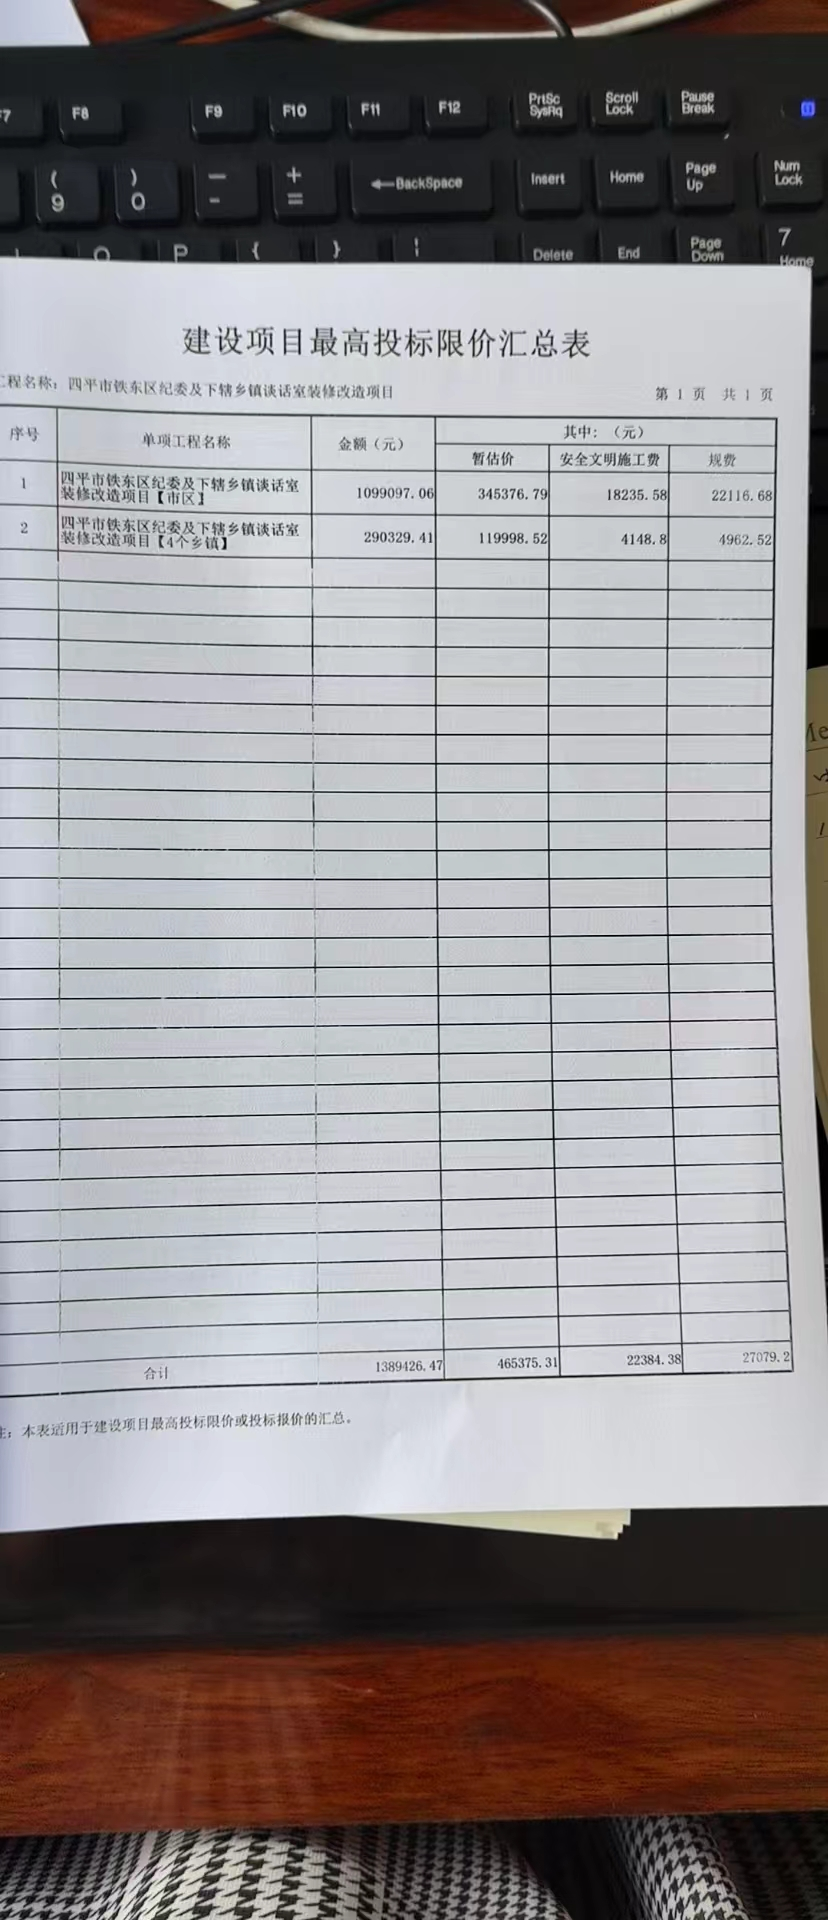 F8 F9 F10 F11 F12 PrtSc SysRq Scroll Lock Pause Break
( 9 ) 0 — - + = ←BackSpace Insert Home Page Up Num Lock
O P { } Delete End Page Down 7 Home
建设项目最高投标限价汇总表
工程名称：四平市铁东区纪委及下辖乡镇谈话室装修改造项目 第 1 页 共 1 页
序号 单项工程名称 金额（元） 其中：（元）
暂估价 安全文明施工费 规费
1 四平市铁东区纪委及下辖乡镇谈话室 1099097.06 345376.79 18235.58 22116.68
装修改造项目【市区】
2 四平市铁东区纪委及下辖乡镇谈话室 290329.41 119998.52 4148.8 4962.52
装修改造项目【4个乡镇】
合计 1389426.47 465375.31 22384.38 27079.2
注：本表适用于建设项目最高投标限价或投标报价的汇总。
Me